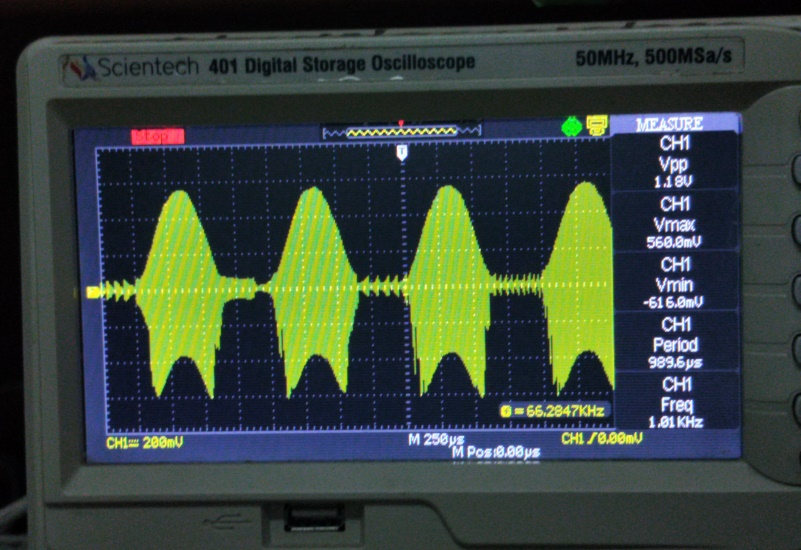 Scientech 401 Digital Storage Oscilloscope
50MHz, 500MSa/s
Stop
T
MEASURE
CH1
Vpp
1.18V
CH1
Vmax
560.0mV
CH1
Vmin
-616.0mV
CH1
Period
989.6µs
CH1
Freq
1.01KHz
T = 66.2847KHz
CH1 200mV
M 250µs
CH1 / 0.00mV
M Pos:0.00µs